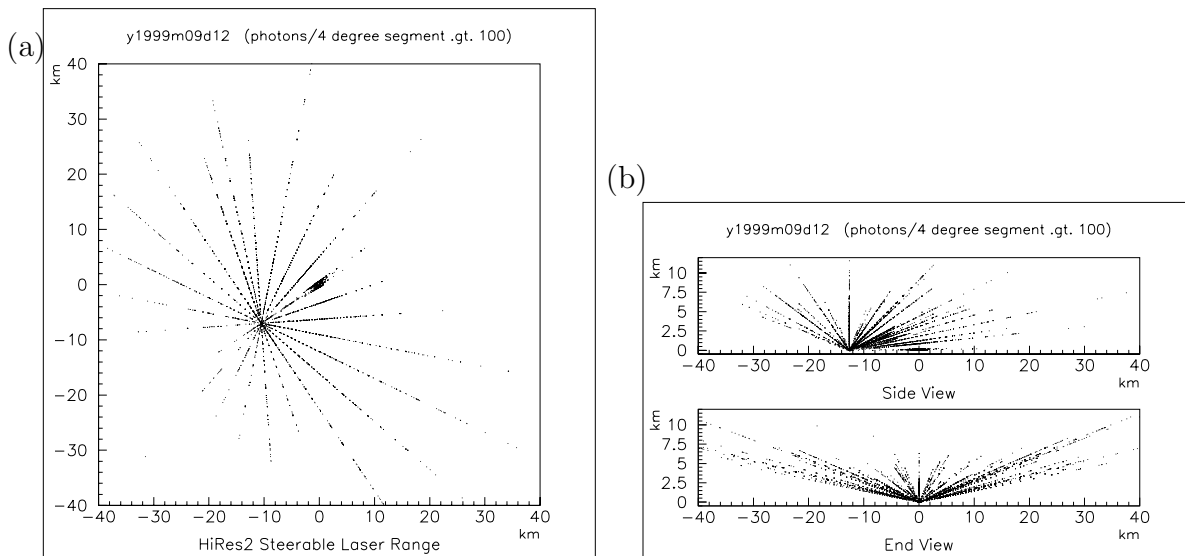 (a)
y1999m09d12 (photons/4 degree segment .gt. 100)
km
40
30
20
10
0
−10
−20
−30
−40
−40 −30 −20 −10 0 10 20 30 40
km
HiRes2 Steerable Laser Range
(b)
y1999m09d12 (photons/4 degree segment .gt. 100)
km
10
7.5
5
2.5
0
−40 −30 −20 −10 0 10 20 30 40
km
Side View
km
10
7.5
5
2.5
0
−40 −30 −20 −10 0 10 20 30 40
km
End View